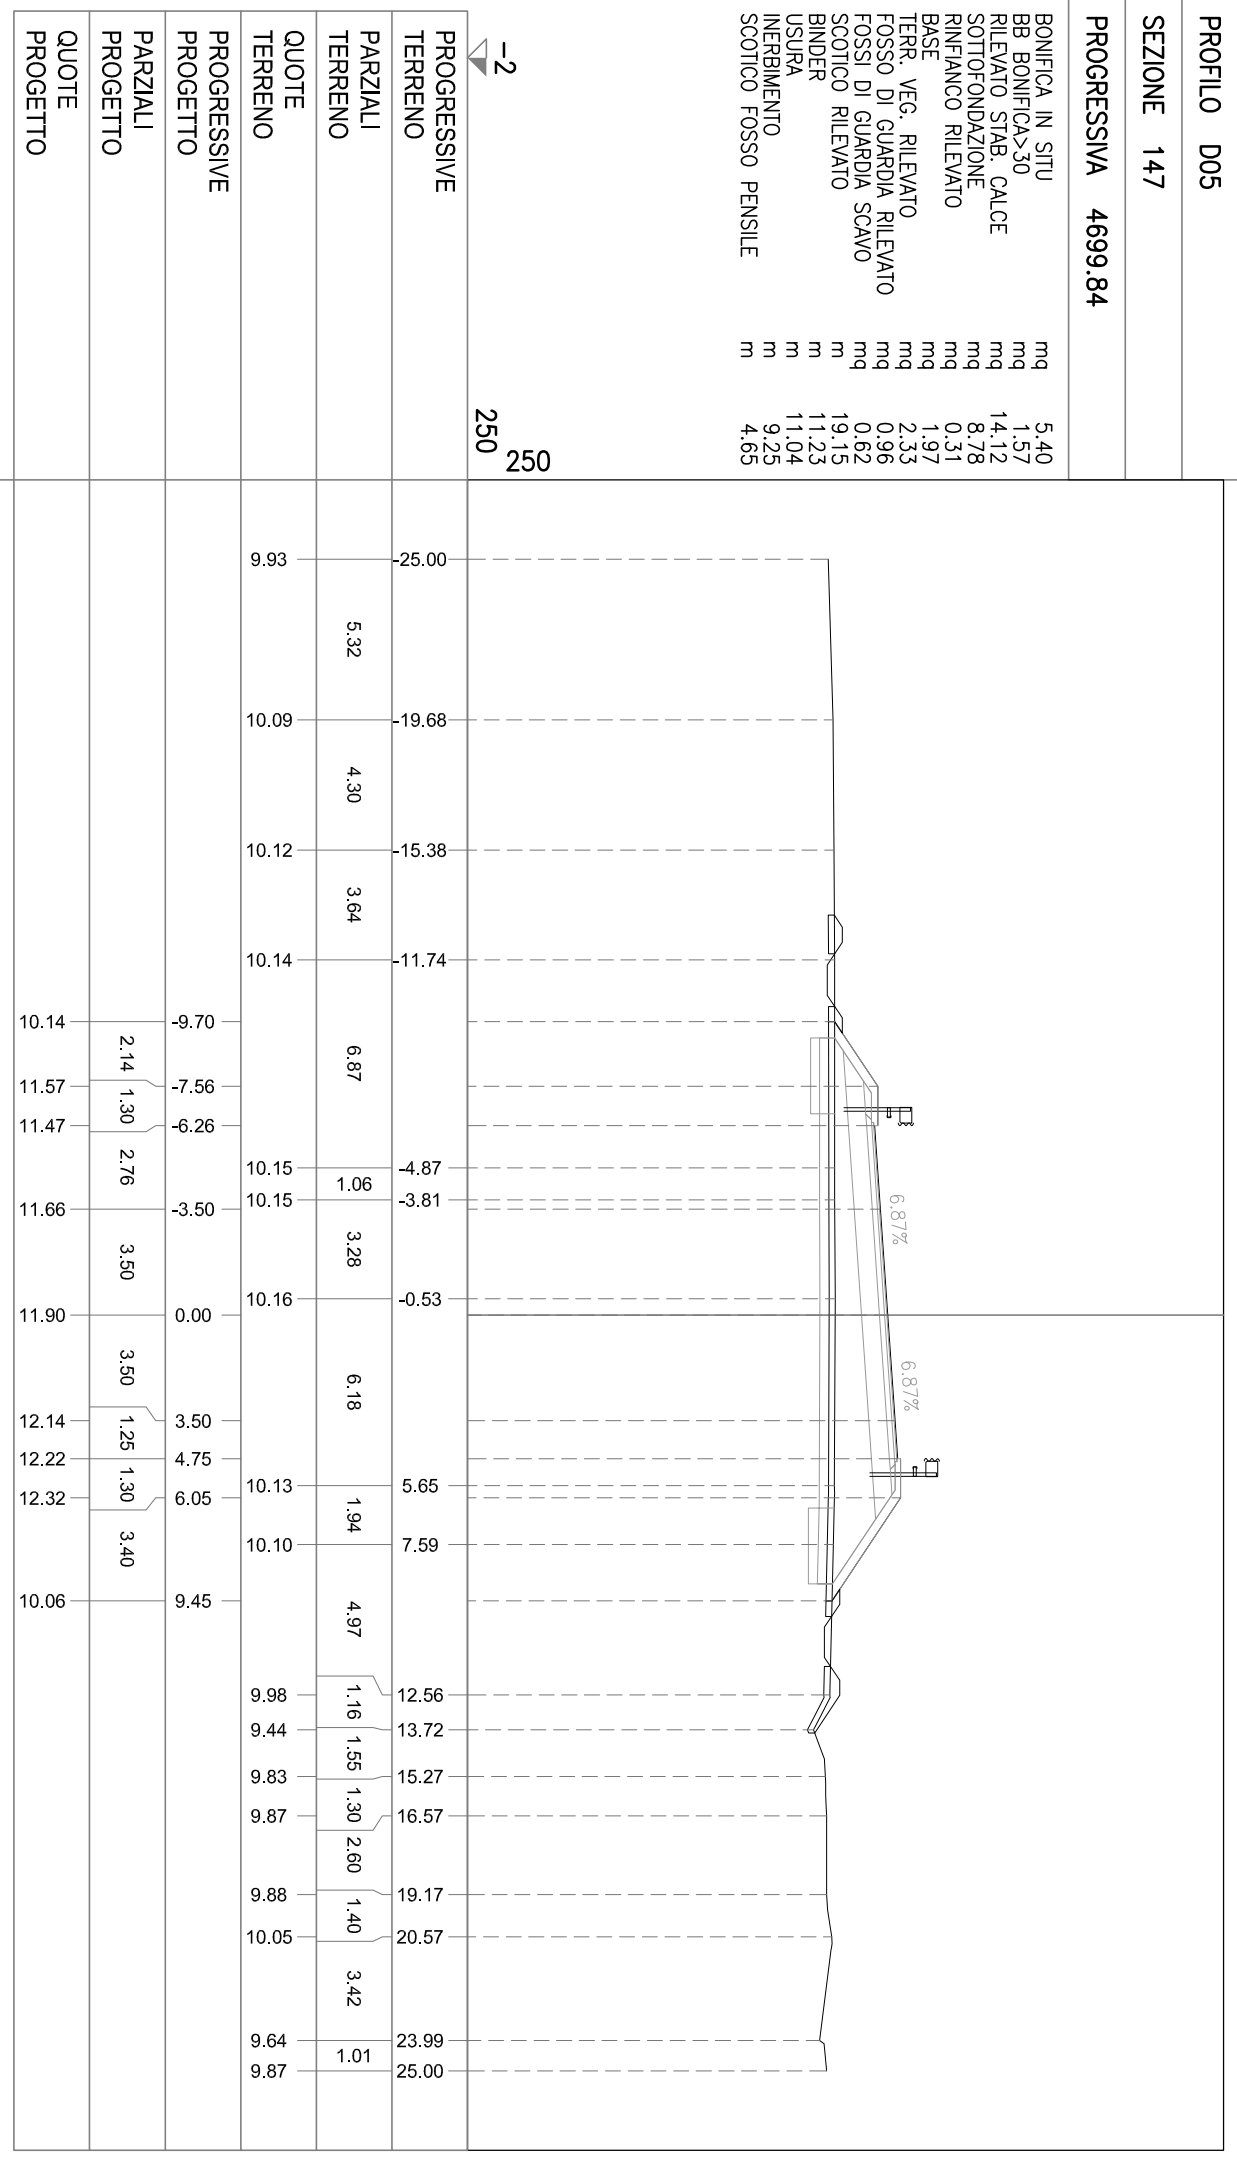 PROFILO D05
SEZIONE 147
PROGRESSIVA 4699.84
BONIFICA IN SITU mq 5.40
BB BONIFICA>30 mq 1.57
RILEVATO STAB. CALCE mq 14.12
SOTTOFONDAZIONE mq 8.78
RINFIANCO RILEVATO mq 0.31
BASE mq 1.97
TERR. VEG. RILEVATO mq 2.33
FOSSO DI GUARDIA RILEVATO mq 0.96
FOSSI DI GUARDIA SCAVO mq 0.62
SCOTICO RILEVATO m 19.15
BINDER m 11.23
USURA m 11.04
INERBIMENTO m 9.25
SCOTICO FOSSO PENSILE m 4.65
6.87% 6.87%
250
-2 250
PROGRESSIVE TERRENO -25.00 -19.68 -15.38 -11.74 -4.87 -3.81 -0.53 5.65 7.59 12.56 13.72 15.27 16.57 19.17 20.57 23.99 25.00
PARZIALI TERRENO 5.32 4.30 3.64 6.87 1.06 3.28 6.18 1.94 4.97 1.16 1.55 1.30 2.60 1.40 3.42 1.01
QUOTE TERRENO 9.93 10.09 10.12 10.14 10.15 10.15 10.16 10.13 10.10 9.98 9.44 9.83 9.87 9.88 10.05 9.64 9.87
PROGRESSIVE PROGETTO -9.70 -7.56 -6.26 -3.50 0.00 3.50 4.75 6.05 9.45
PARZIALI PROGETTO 2.14 1.30 2.76 3.50 3.50 1.25 1.30 3.40
QUOTE PROGETTO 10.14 11.57 11.47 11.66 11.90 12.14 12.22 12.32 10.06